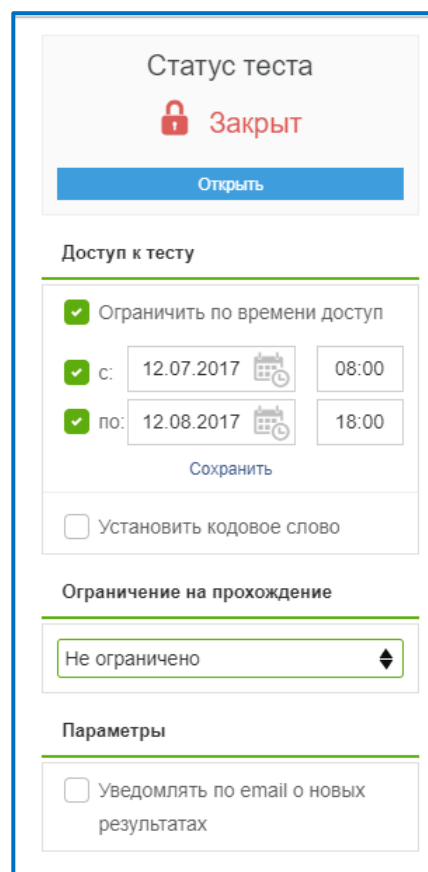 Статус теста
Закрыт
Открыть
Доступ к тесту
Ограничить по времени доступ
с: 12.07.2017 08:00
по: 12.08.2017 18:00
Сохранить
Установить кодовое слово
Ограничение на прохождение
Не ограничено
Параметры
Уведомлять по email о новых
результатах